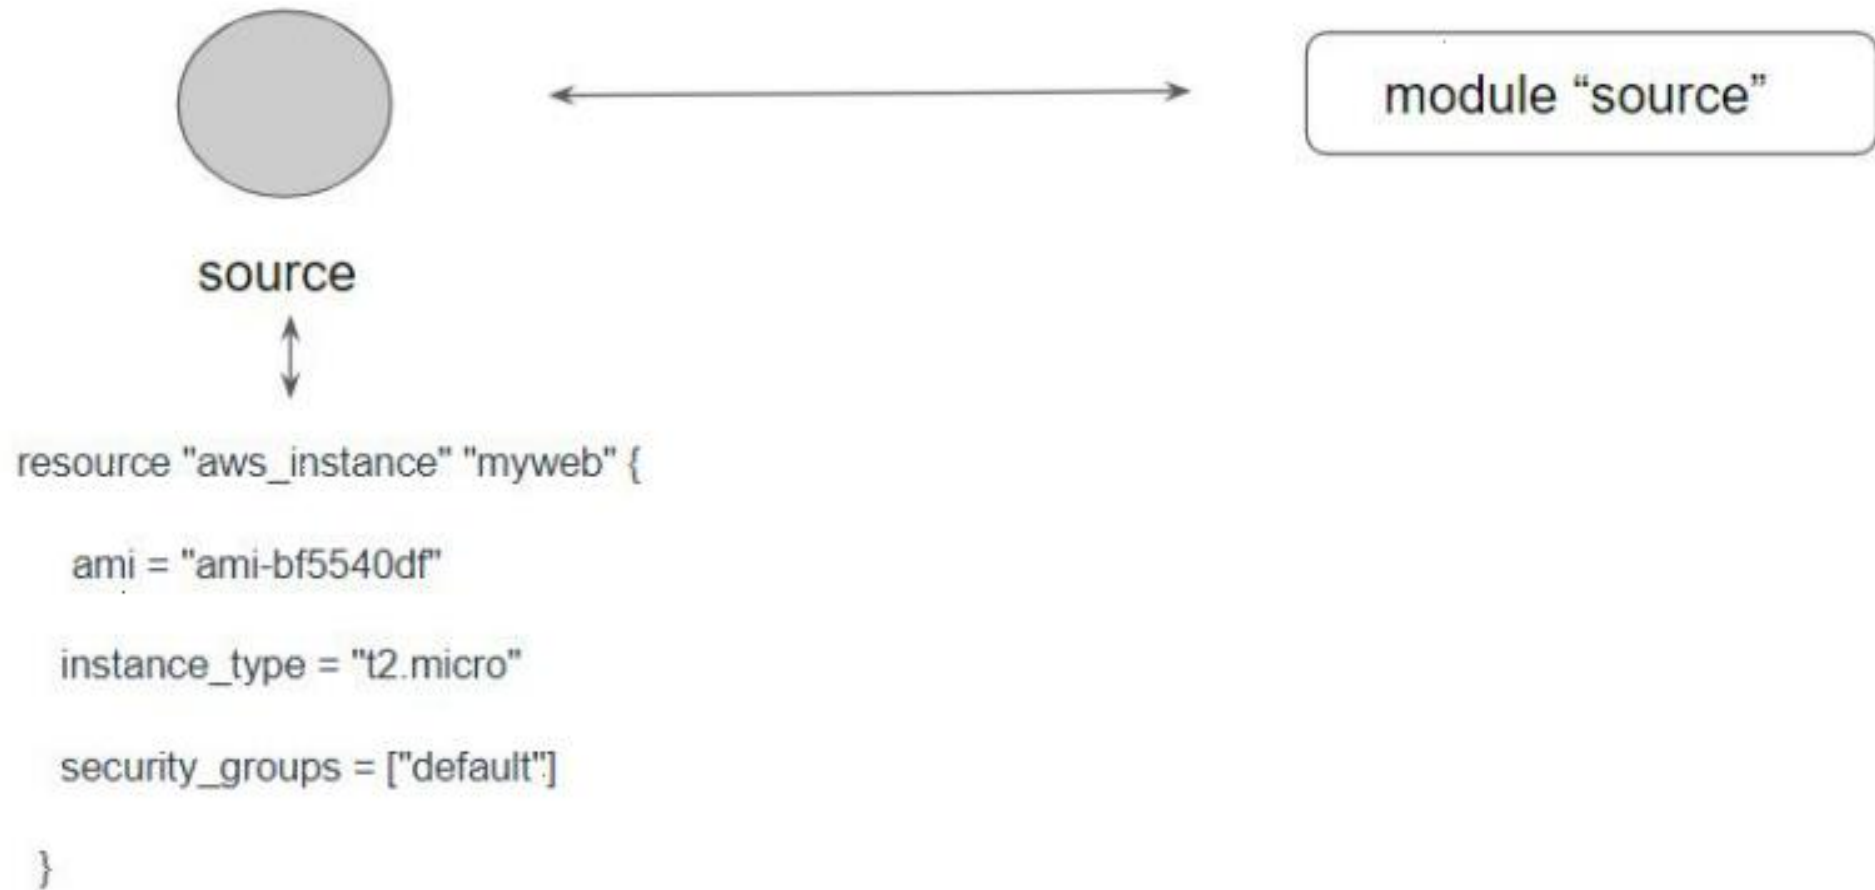 module “source”
source
resource "aws_instance" "myweb" {
ami = "ami-bf5540df"
instance_type = "t2.micro"
security_groups = ["default"]
}